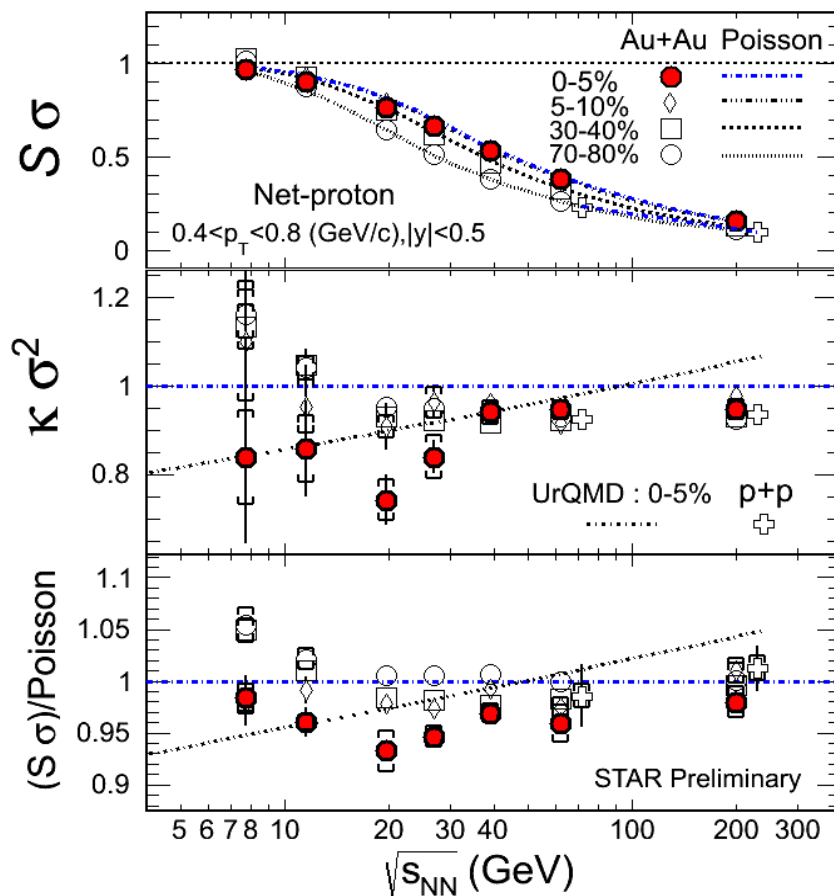 Au+Au Poisson
1
0-5%
5-10%
30-40%
70-80%
S σ
0.5
Net-proton
0.4<p_T<0.8 (GeV/c),|y|<0.5
0
1.2
κ σ²
1
0.8
UrQMD : 0-5% p+p
1.1
(S σ)/Poisson
1.05
1
0.95
0.9
STAR Preliminary
5 6 7 8 10 20 30 40 100 200 300
√s_NN (GeV)